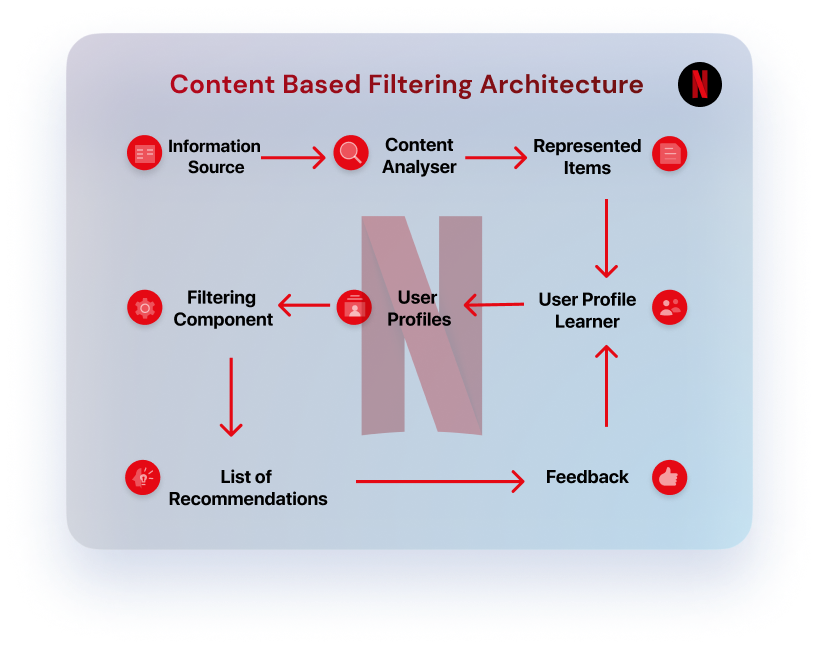 Content Based Filtering Architecture
N
Information
Source
Content
Analyser
Represented
Items
Filtering
Component
User
Profiles
User Profile
Learner
List of
Recommendations
Feedback